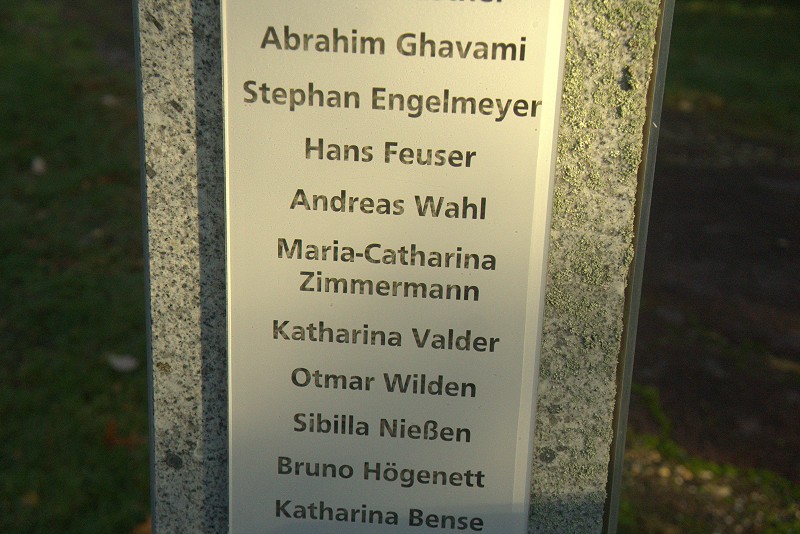 Abrahim Ghavami
Stephan Engelmeyer
Hans Feuser
Andreas Wahl
Maria-Catharina
Zimmermann
Katharina Valder
Otmar Wilden
Sibilla Nießen
Bruno Högenett
Katharina Bense